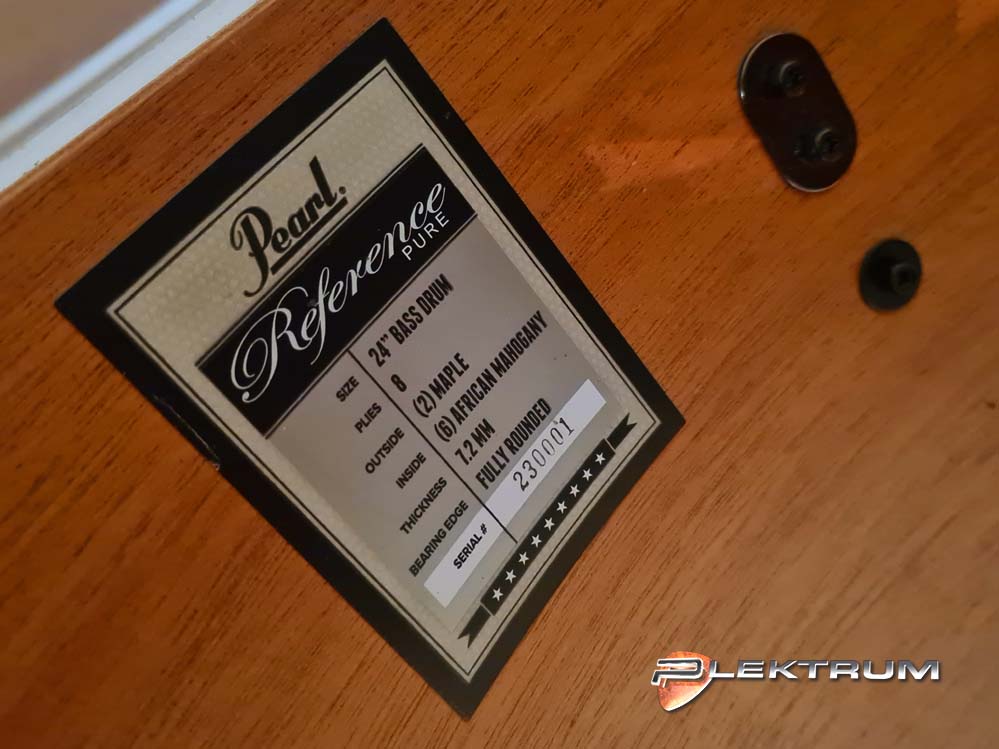 Pearl.
Reference
PURE
SIZE 24" BASS DRUM
PLIES 8
OUTSIDE (2) MAPLE
INSIDE (6) AFRICAN MAHOGANY
THICKNESS 7.2 MM
BEARING EDGE FULLY ROUNDED
SERIAL # 230001
PLEKTRUM